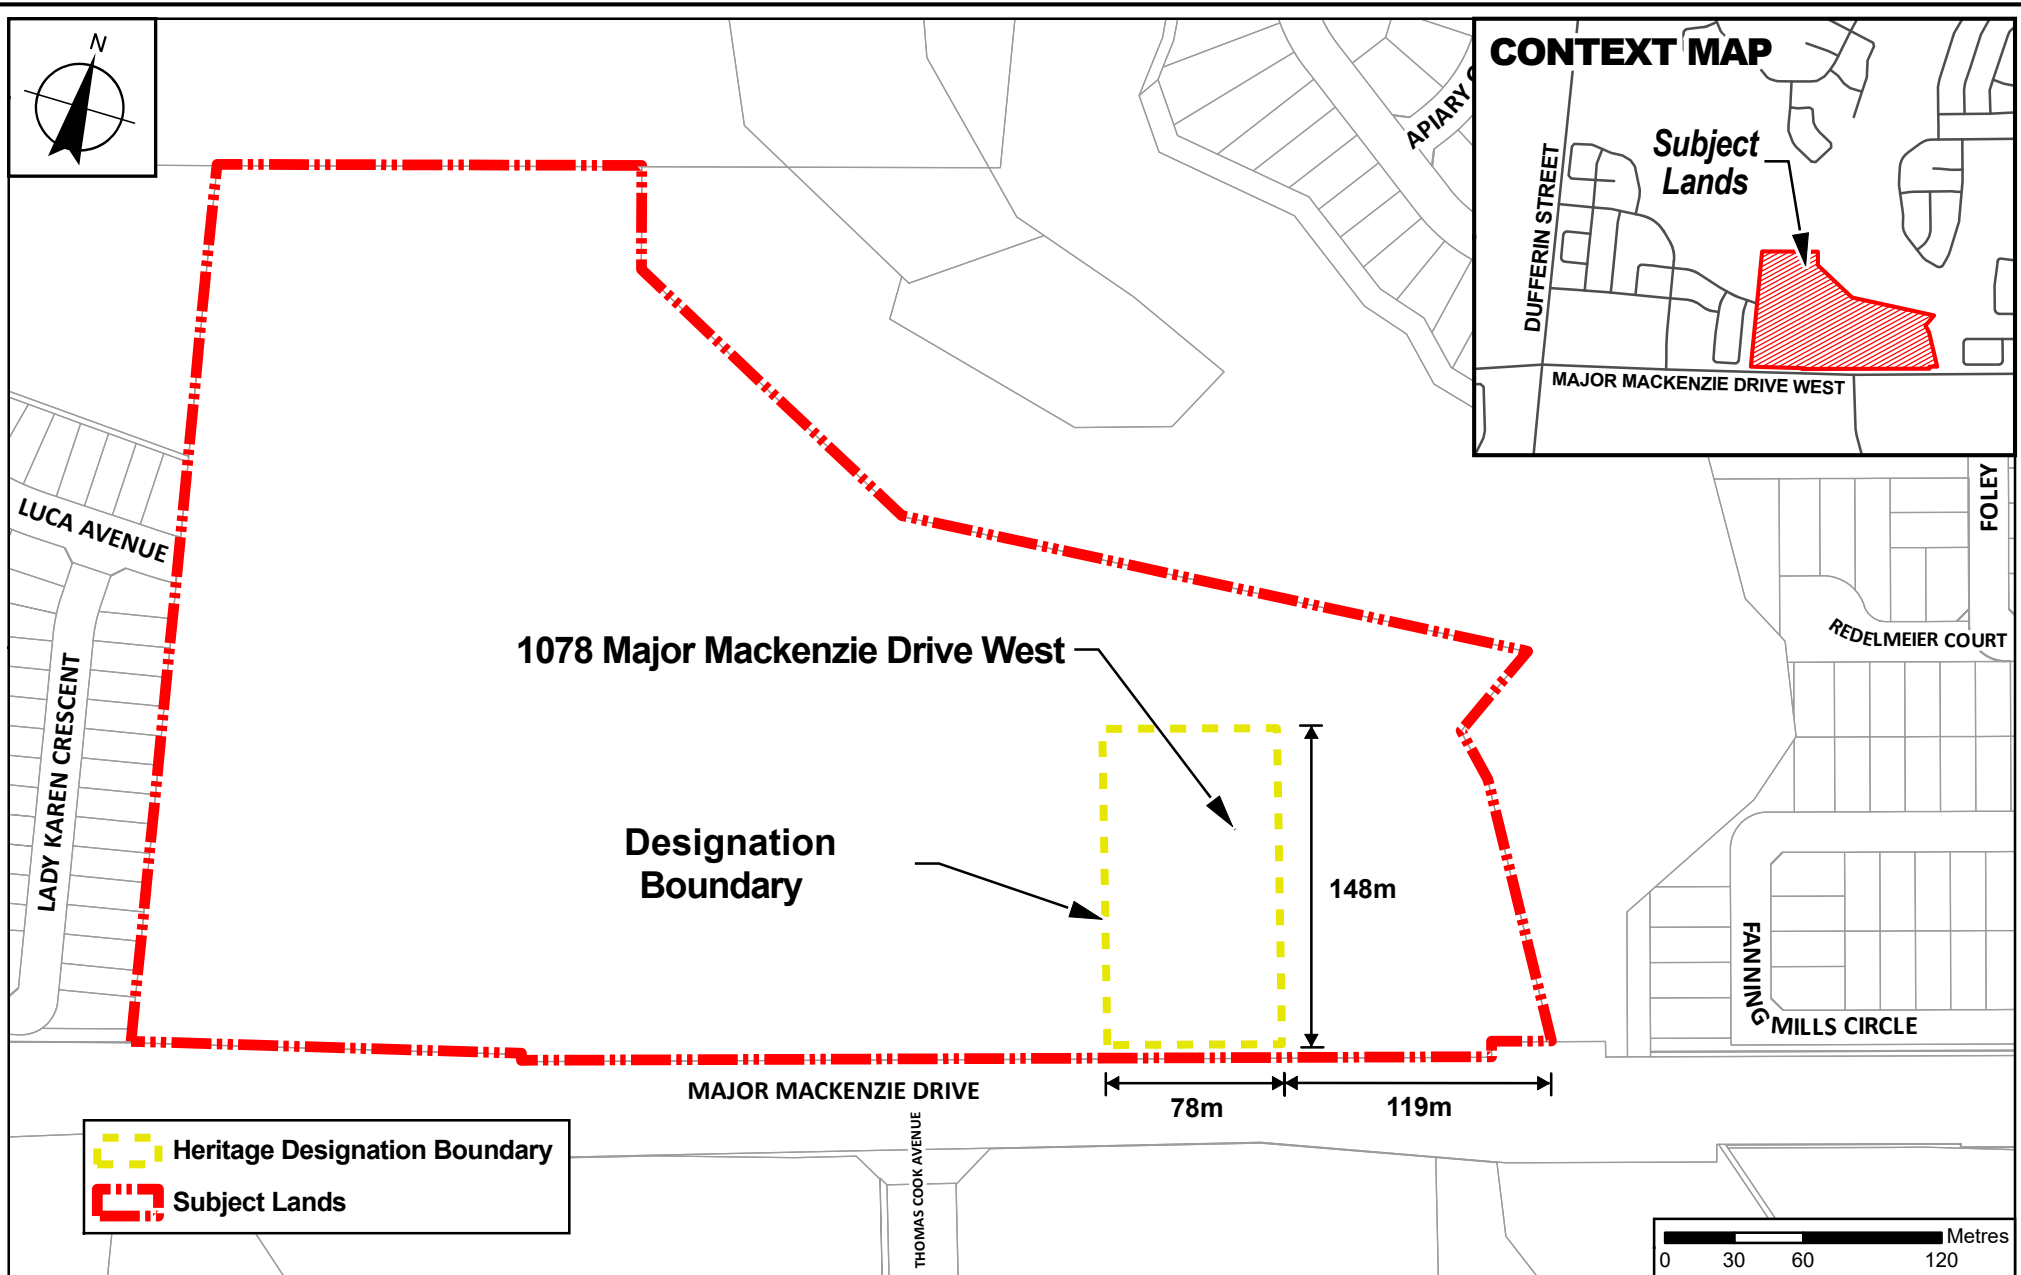 N
CONTEXT MAP
Subject
Lands
DUFFERIN STREET
MAJOR MACKENZIE DRIVE WEST
APIARY
LUCA AVENUE
LADY KAREN CRESCENT
FOLEY
REDELMEIER COURT
1078 Major Mackenzie Drive West
Designation
Boundary
148m
FANNING
MILLS CIRCLE
MAJOR MACKENZIE DRIVE
78m
119m
THOMAS COOK AVENUE
Heritage Designation Boundary
Subject Lands
Metres
0 30 60 120